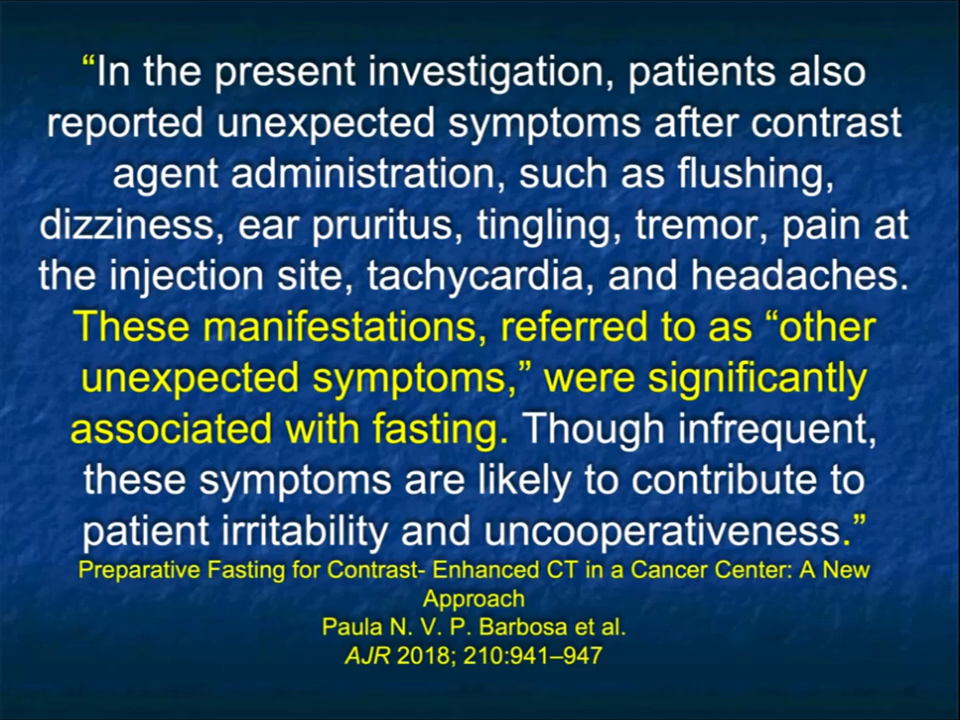 “In the present investigation, patients also
reported unexpected symptoms after contrast
agent administration, such as flushing,
dizziness, ear pruritus, tingling, tremor, pain at
the injection site, tachycardia, and headaches.
These manifestations, referred to as “other
unexpected symptoms,” were significantly
associated with fasting. Though infrequent,
these symptoms are likely to contribute to
patient irritability and uncooperativeness.”
Preparative Fasting for Contrast- Enhanced CT in a Cancer Center: A New
Approach
Paula N. V. P. Barbosa et al.
AJR 2018; 210:941–947